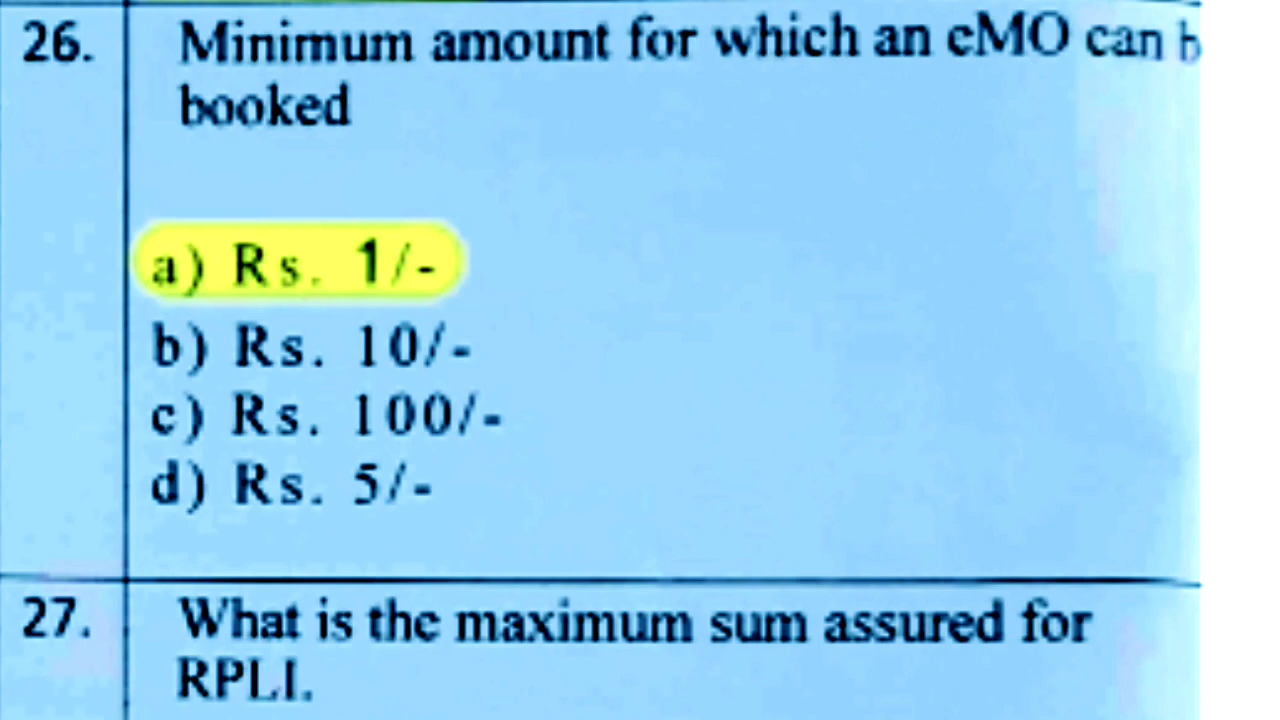 26.
Minimum amount for which an eMO can b
booked
a) Rs. 1/-
b) Rs. 10/-
c) Rs. 100/-
d) Rs. 5/-
27.
What is the maximum sum assured for
RPLI.